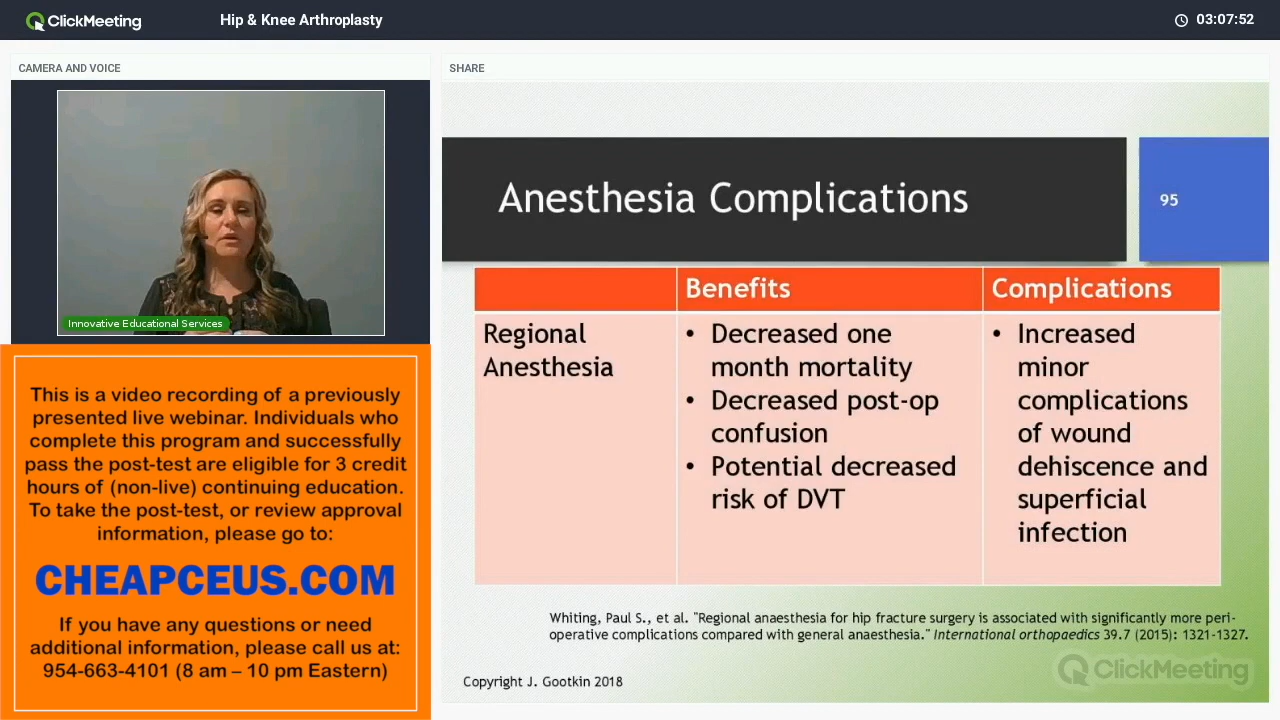 ClickMeeting
Hip & Knee Arthroplasty
03:07:52
CAMERA AND VOICE
Innovative Educational Services
This is a video recording of a previously
presented live webinar. Individuals who
complete this program and successfully
pass the post-test are eligible for 3 credit
hours of (non-live) continuing education.
To take the post-test, or review approval
information, please go to:
CHEAPCEUS.COM
If you have any questions or need
additional information, please call us at:
954-663-4101 (8 am – 10 pm Eastern)
SHARE
Anesthesia Complications
95
Benefits
Complications
Regional
Anesthesia
• Decreased one
month mortality
• Decreased post-op
confusion
• Potential decreased
risk of DVT
• Increased
minor
complications
of wound
dehiscence and
superficial
infection
Whiting, Paul S., et al. "Regional anaesthesia for hip fracture surgery is associated with significantly more peri-
operative complications compared with general anaesthesia." International orthopaedics 39.7 (2015): 1321-1327.
Copyright J. Gootkin 2018
ClickMeeting